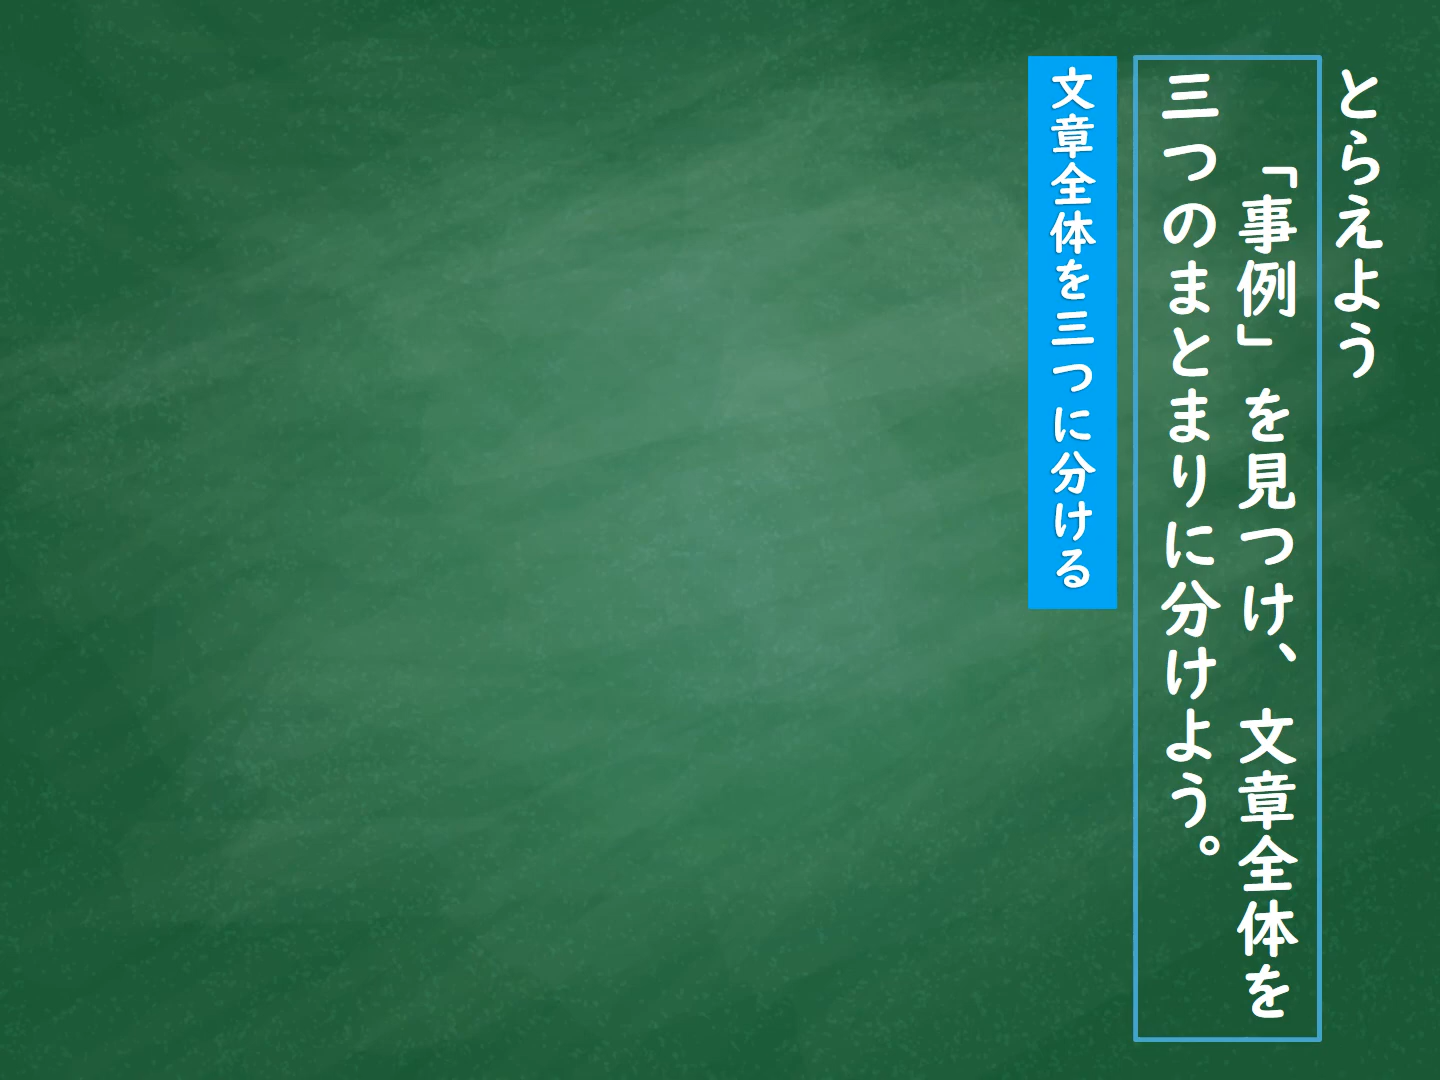 とらえよう
「事例」を見つけ、文章全体を
三つのまとまりに分けよう。
文章全体を三つに分ける